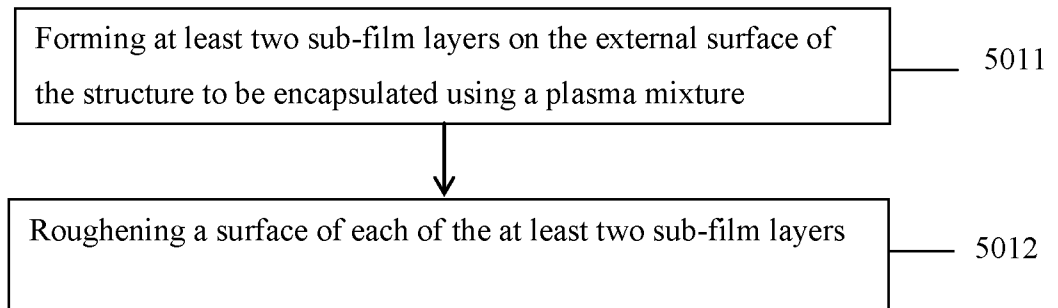 Forming at least two sub-film layers on the external surface of
the structure to be encapsulated using a plasma mixture
5011
Roughening a surface of each of the at least two sub-film layers
5012